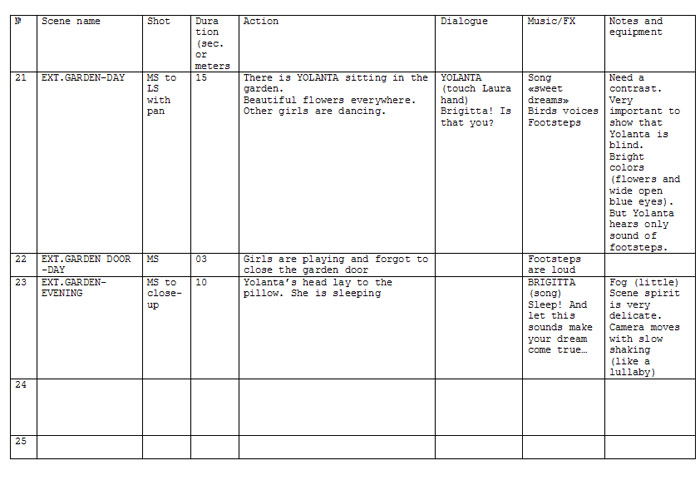 № Scene name Shot Dura Action Dialogue Music/FX Notes and
tion equipment
(sec.
or
meters
21 EXT.GARDEN-DAY MS to 15 There is YOLANTA sitting in the YOLANTA Song Need a
LS garden. (touch Laura «sweet contrast.
with Beautiful flowers everywhere. hand) dreams» Very
pan Other girls are dancing. Brigitta! Is Birds voices important to
that you? Footsteps show that
Yolanta is
blind.
Bright
colors
(flowers and
wide open
blue eyes).
But Yolanta
hears only
sound of
footsteps.
22 EXT.GARDEN DOOR MS 03 Girls are playing and forgot to Footsteps
-DAY close the garden door are loud
23 EXT.GARDEN- MS to 10 Yolanta's head lay to the BRIGITTA Fog (little)
EVENING close- pillow. She is sleeping (song) Scene spirit
up Sleep! And is very
let this delicate.
sounds make Camera moves
your dream with slow
come true… shaking
(like a
lullaby)
24
25